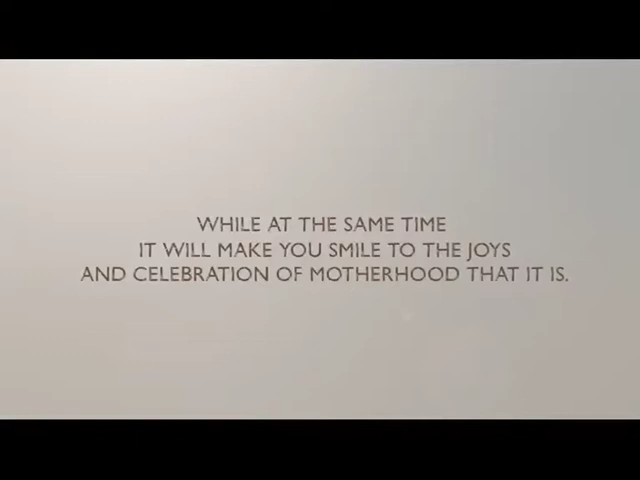 WHILE AT THE SAME TIME
IT WILL MAKE YOU SMILE TO THE JOYS
AND CELEBRATION OF MOTHERHOOD THAT IT IS.